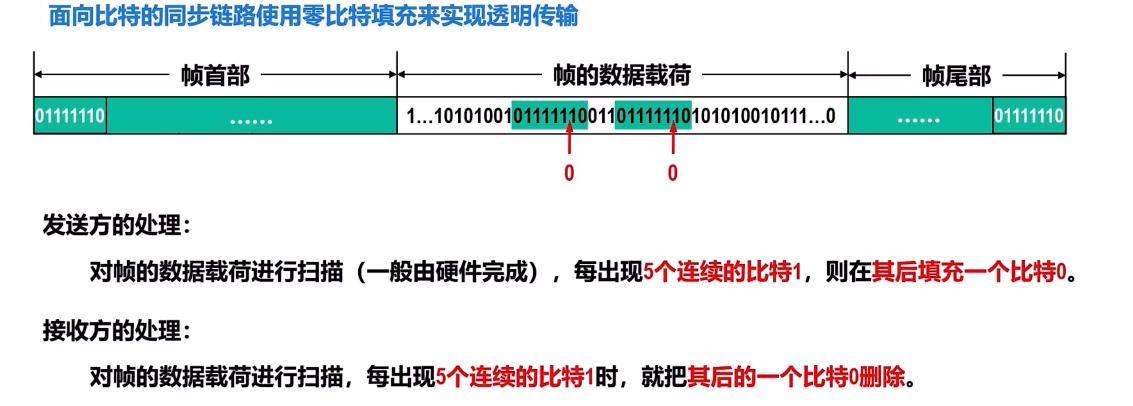 面向比特的同步链路使用零比特填充来实现透明传输
帧首部 帧的数据载荷 帧尾部
01111110 …… 1…10101001011111100110111111010101001010111…0 …… 01111110
0 0
发送方的处理：
对帧的数据载荷进行扫描（一般由硬件完成），每出现5个连续的比特1，则在其后填充一个比特0。
接收方的处理：
对帧的数据载荷进行扫描，每出现5个连续的比特1时，就把其后的一个比特0删除。